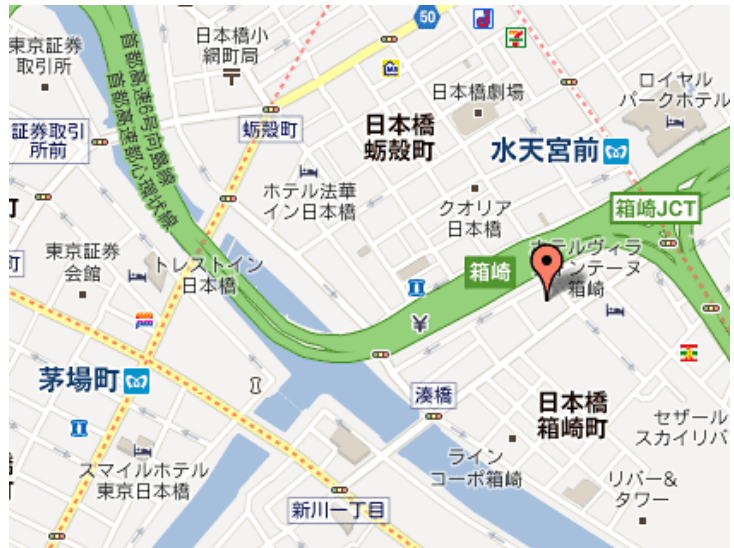 50
東京証券
取引所
日本橋小
網町局
首都高速6号向島線
首都高速都心環状線
日本橋劇場
ロイヤル
パークホテル
証券取引
所前
蛎殻町
日本橋
蛎殻町
水天宮前
ホテル法華
イン日本橋
クオリア
日本橋
箱崎JCT
東京証券
会館
町
トレストイン
日本橋
箱崎
ホテルヴィラ
フォンテーヌ
箱崎
茅場町
湊橋
日本橋
箱崎町
セザール
スカイリバ
スマイルホテル
東京日本橋
ライン
コーポ箱崎
リバー&
タワー
新川一丁目